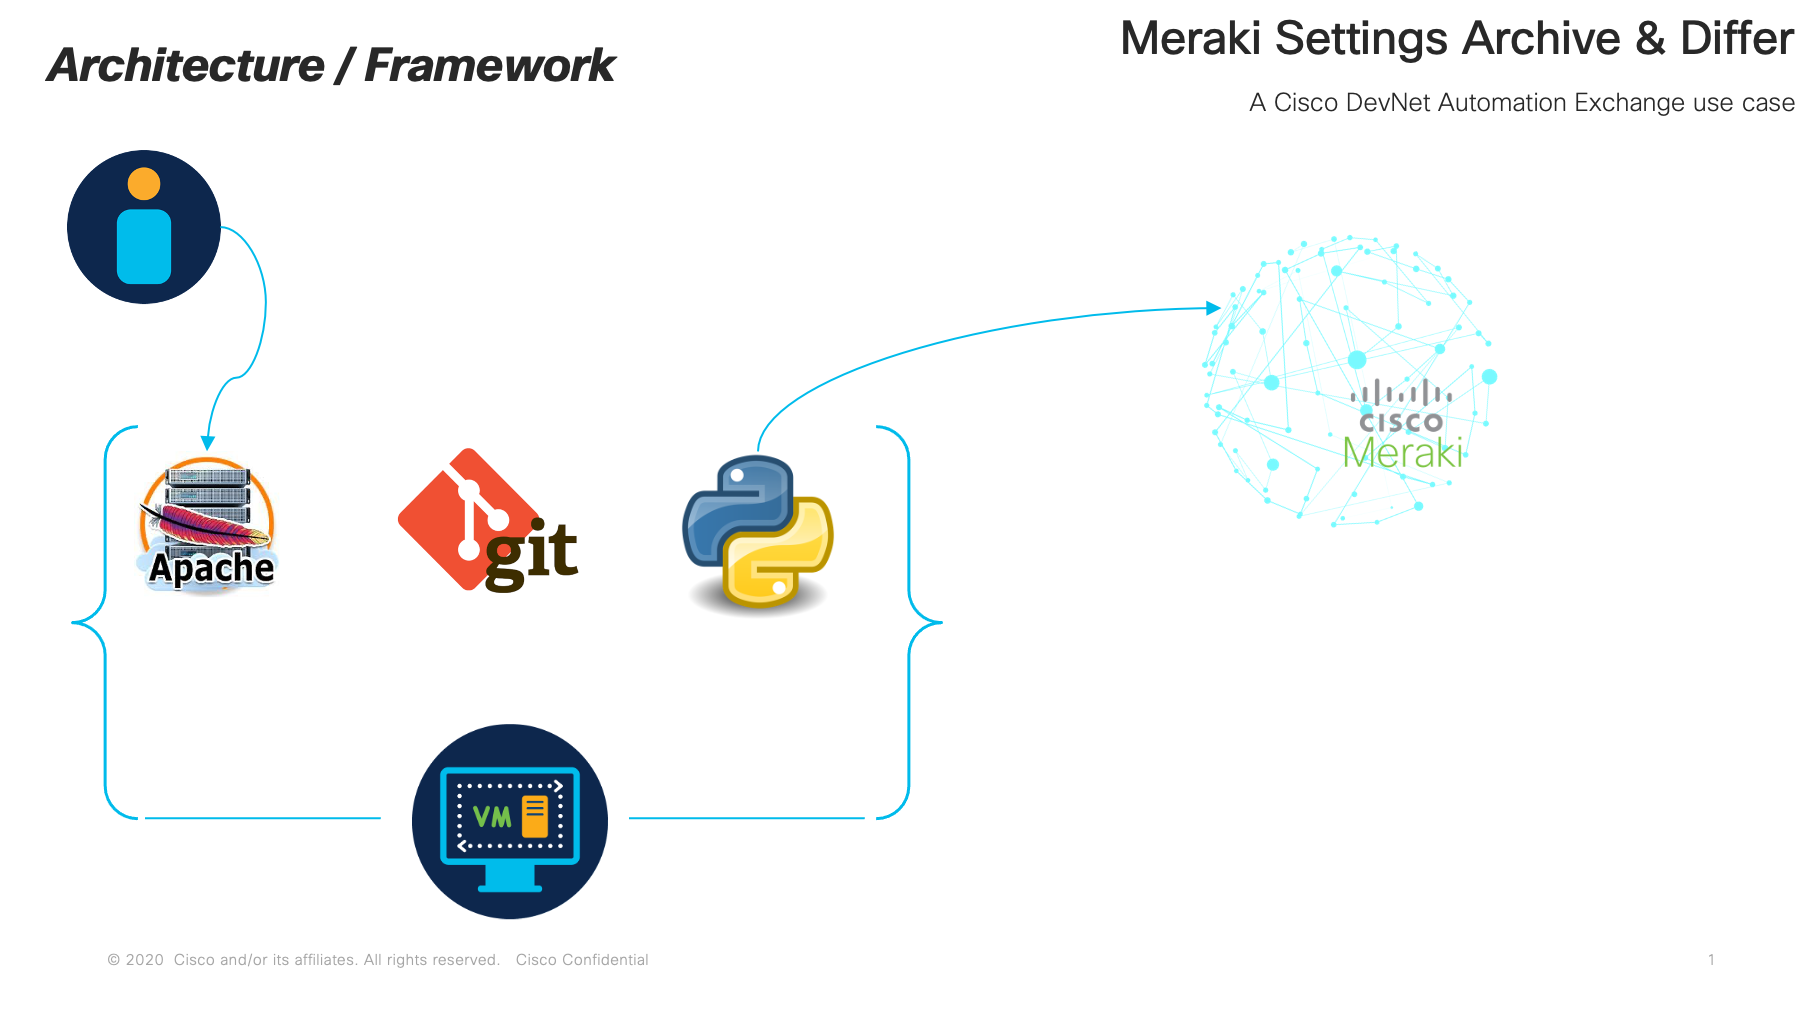 Architecture / Framework
Meraki Settings Archive & Differ
A Cisco DevNet Automation Exchange use case
Apache
git
cisco
Meraki
VM
© 2020 Cisco and/or its affiliates. All rights reserved. Cisco Confidential
1